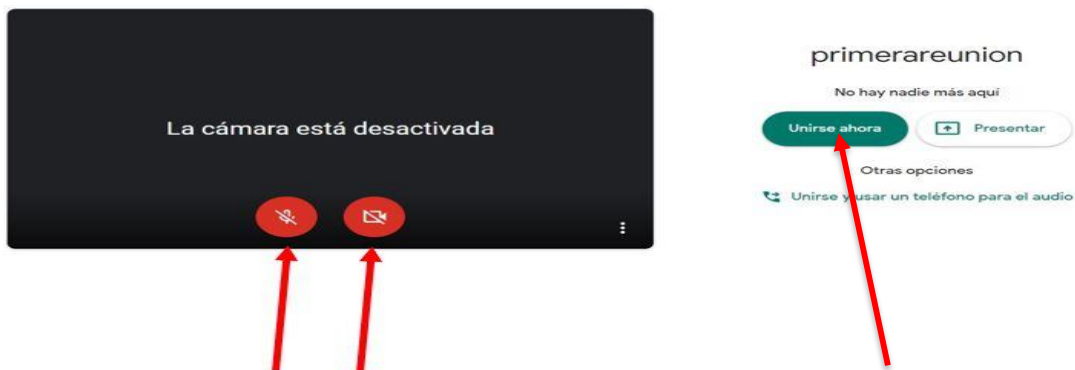 La cámara está desactivada
primerareunion
No hay nadie más aquí
Unirse ahora
Presentar
Otras opciones
Unirse y usar un teléfono para el audio